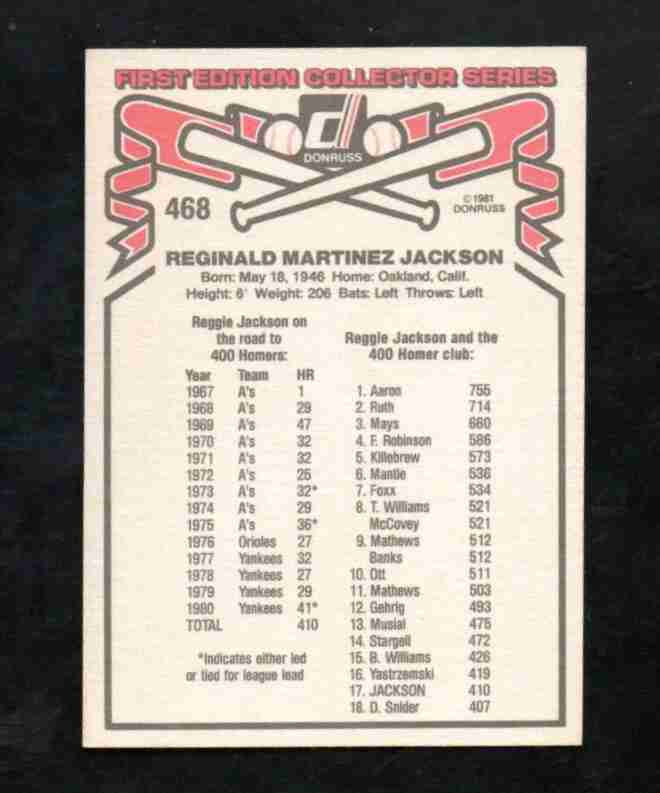 FIRST EDITION COLLECTOR SERIES
d
DONRUSS
468
© 1981
DONRUSS
REGINALD MARTINEZ JACKSON
Born: May 18, 1946 Home: Oakland, Calif.
Height: 6' Weight: 206 Bats: Left Throws: Left
Reggie Jackson on
the road to
400 Homers:
Year Team HR
1967 A's 1
1968 A's 29
1969 A's 47
1970 A's 32
1971 A's 32
1972 A's 25
1973 A's 32*
1974 A's 29
1975 A's 36*
1976 Orioles 27
1977 Yankees 32
1978 Yankees 27
1979 Yankees 29
1980 Yankees 41*
TOTAL 410
*Indicates either led
or tied for league lead
Reggie Jackson and the
400 Homer club:
1. Aaron 755
2. Ruth 714
3. Mays 660
4. F. Robinson 586
5. Killebrew 573
6. Mantle 536
7. Foxx 534
8. T. Williams 521
McCovey 521
9. Mathews 512
Banks 512
10. Ott 511
11. Mathews 503
12. Gehrig 493
13. Musial 475
14. Stargell 472
15. B. Williams 426
16. Yastrzemski 419
17. JACKSON 410
18. D. Snider 407